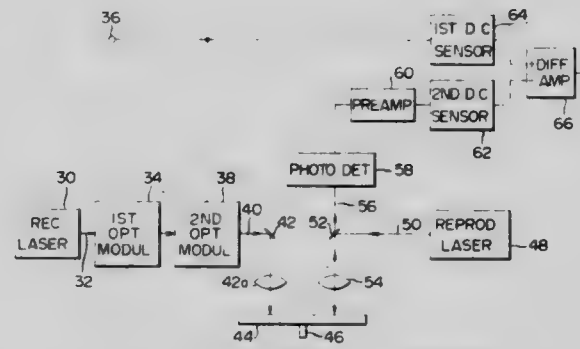 36
1ST D C
SENSOR
64
60
PREAMP
2ND D.C
SENSOR
62
+DIFF
AMP
66
PHOTO DET
58
56
30
REC
LASER
32
34
1ST
OPT
MODUL
38
2ND
OPT
MODUL
40
42
52
50
REPROD
LASER
48
42a
54
44
46